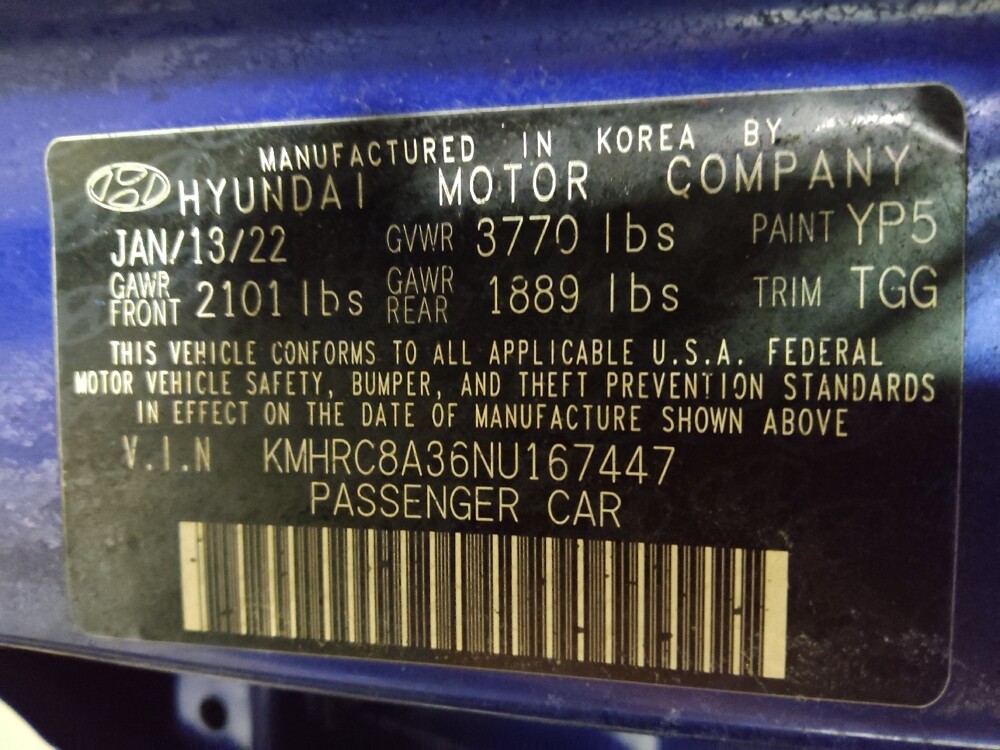 MANUFACTURED IN KOREA BY
HYUNDAI MOTOR COMPANY
JAN/13/22 GVWR 3770 lbs PAINT YP5
GAWR FRONT 2101 lbs GAWR REAR 1889 lbs TRIM TGG
THIS VEHICLE CONFORMS TO ALL APPLICABLE U.S.A. FEDERAL
MOTOR VEHICLE SAFETY, BUMPER, AND THEFT PREVENTION STANDARDS
IN EFFECT ON THE DATE OF MANUFACTURE SHOWN ABOVE
V.I.N KMHRC8A36NU167447
PASSENGER CAR